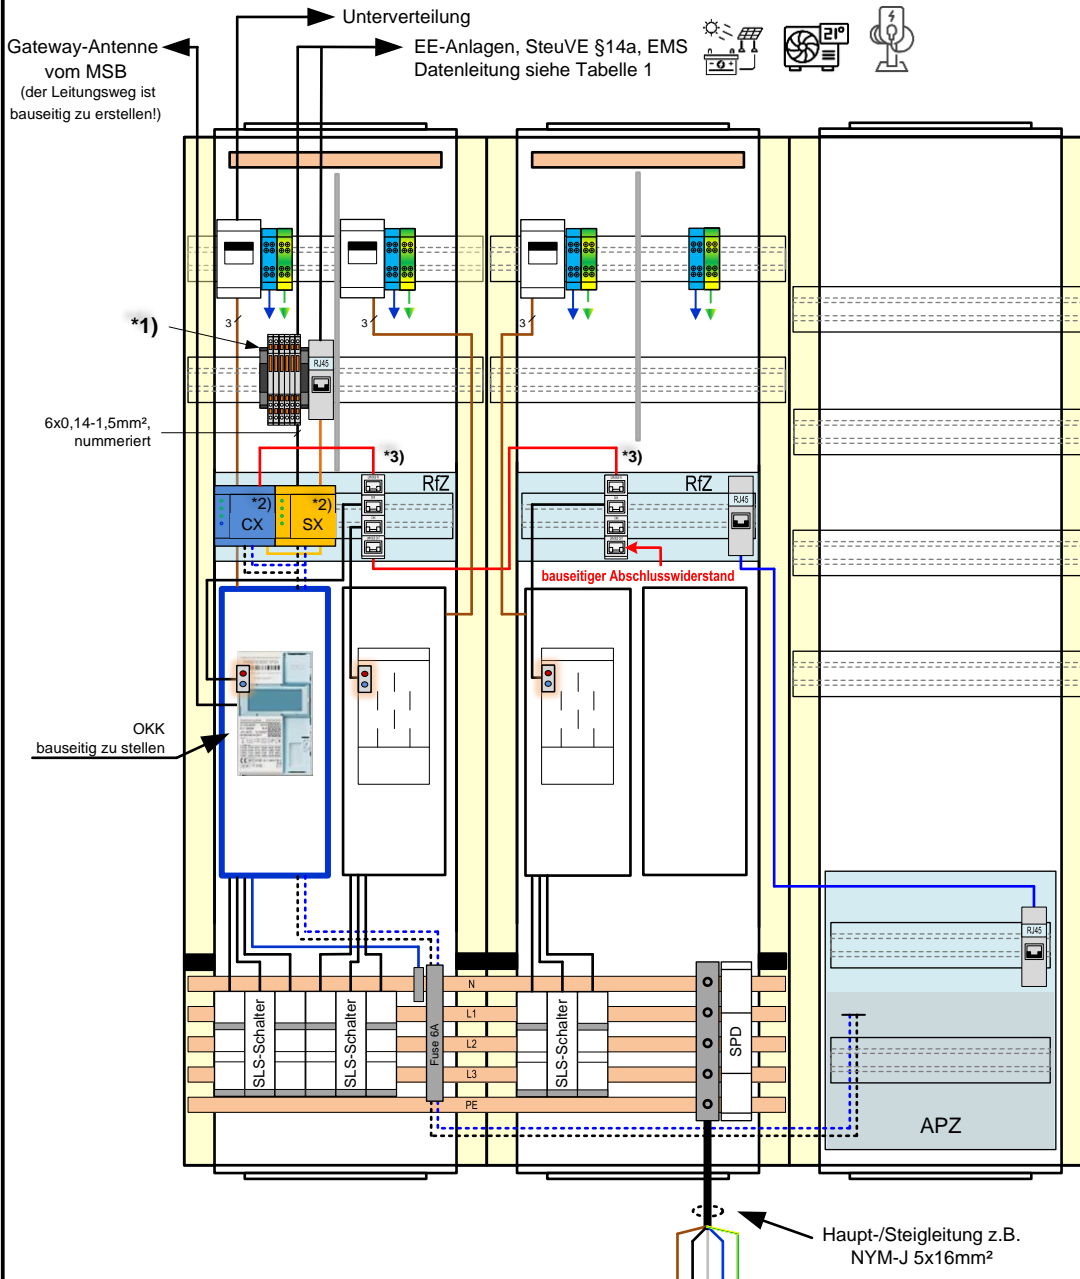 Unterverteilung
Gateway-Antenne
vom MSB
(der Leitungsweg ist
bauseitig zu erstellen!)
EE-Anlagen, SteuVE §14a, EMS
Datenleitung siehe Tabelle 1
21°
3
3
3
*1)
RJ45
6x0,14-1,5mm²,
nummeriert
*3)
*3)
RfZ
RfZ
*2)
CX
*2)
SX
RJ45
bauseitiger Abschlusswiderstand
OKK
bauseitig zu stellen
RJ45
N
L1
L2
L3
PE
SLS-Schalter
SLS-Schalter
Fuse 6A
SLS-Schalter
SPD
APZ
Haupt-/Steigleitung z.B.
NYM-J 5x16mm²